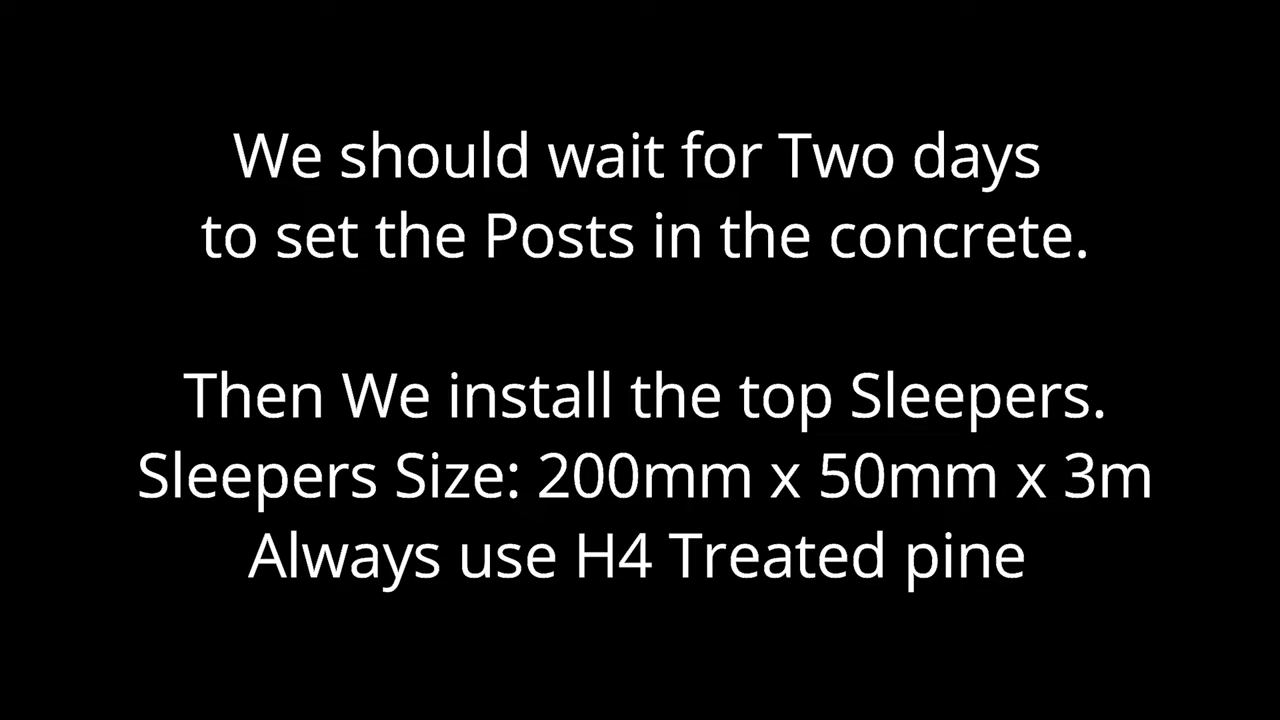 We should wait for Two days
to set the Posts in the concrete.
Then We install the top Sleepers.
Sleepers Size: 200mm x 50mm x 3m
Always use H4 Treated pine